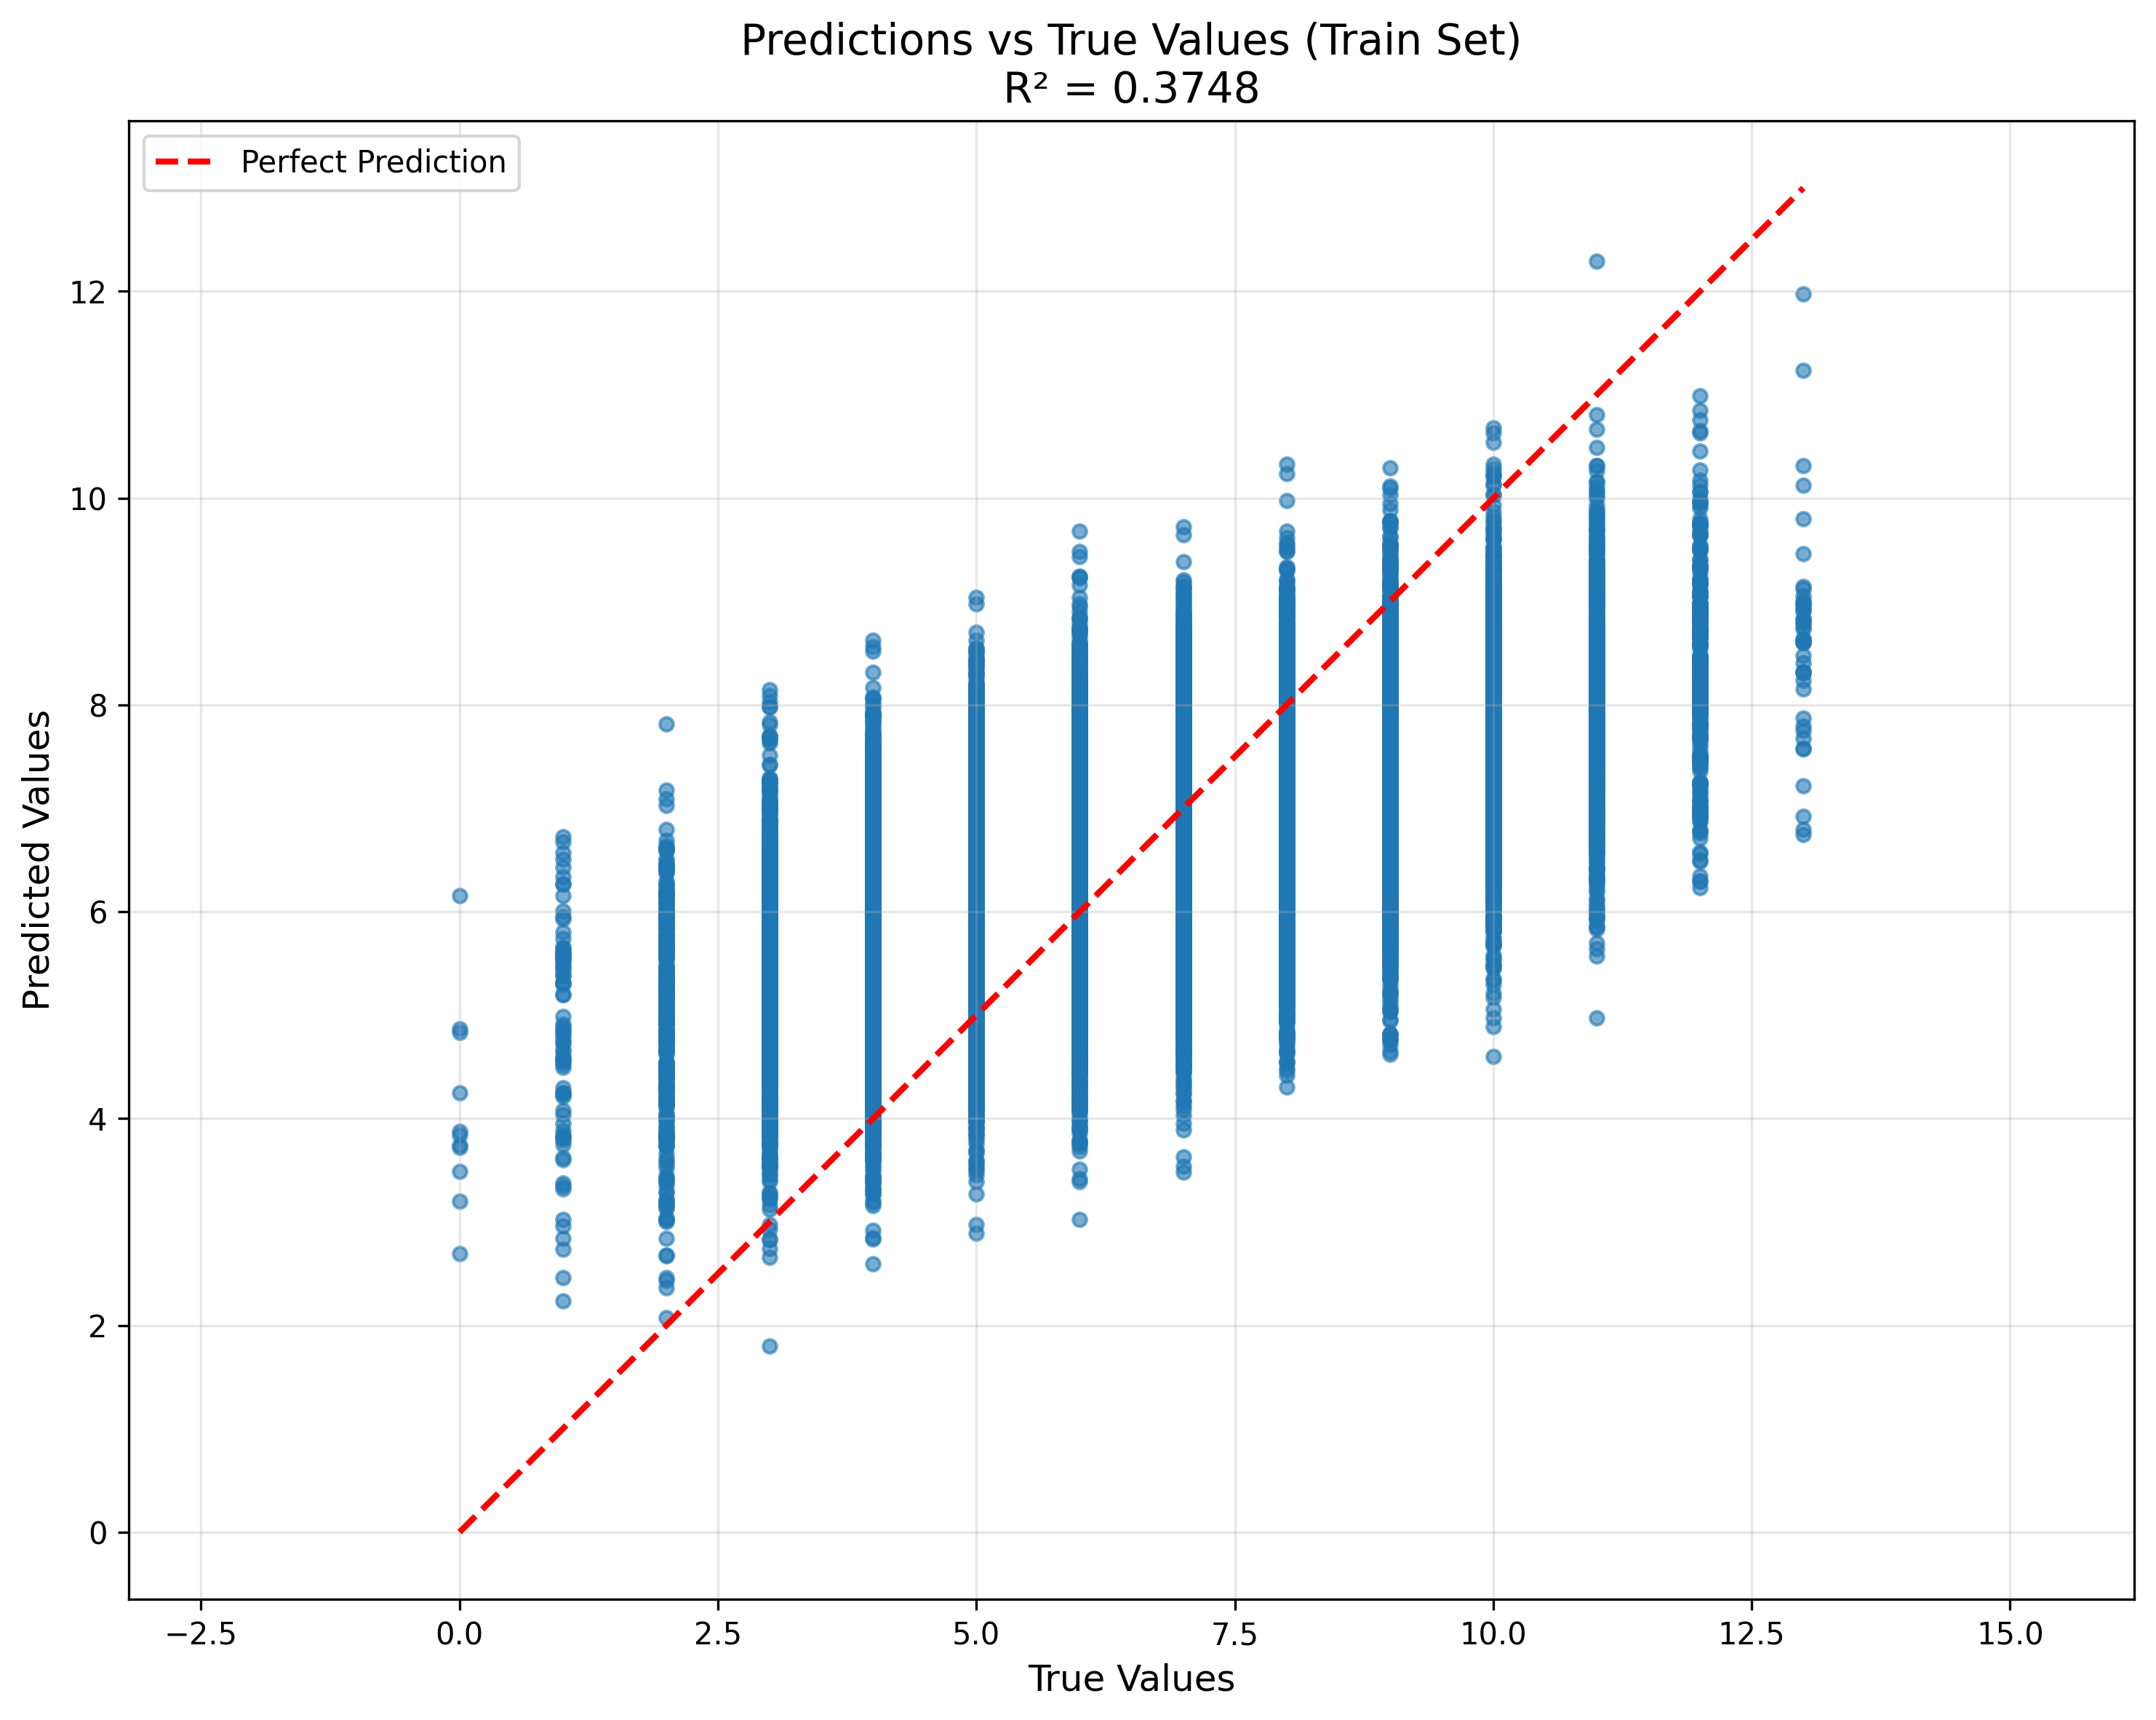 Predictions vs True Values (Train Set)
R² = 0.3748
Perfect Prediction
12
10
8
6
4
2
0
Predicted Values
−2.5 0.0 2.5 5.0 7.5 10.0 12.5 15.0
True Values